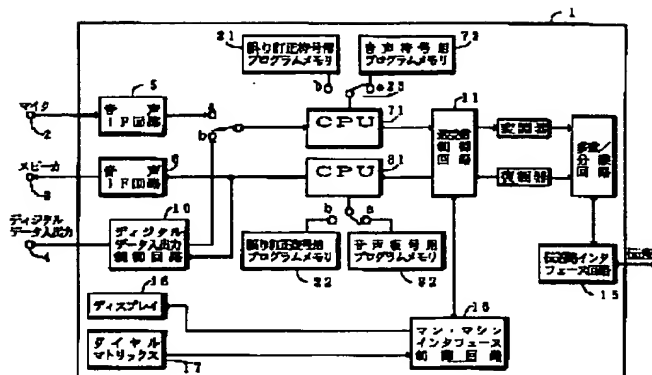 1
21
72
誤り訂正符号用
プログラムメモリ
音声符号用
プログラムメモリ
b
a
23
マイク
2
5
音声
IF回路
a
b
CPU
71
11
送受信
制御
回路
変調器
多重/
分離
回路
スピーカ
3
6
音声
IF回路
CPU
81
復調器
ディジタル
データ入出力
4
10
ディジタル
データ入出力
制御回路
b
a
誤り訂正復号用
プログラムメモリ
22
音声復号用
プログラムメモリ
82
伝送路インタ
フェース回路
15
伝送路
16
ディスプレイ
ダイヤル
マトリックス
17
18
マン・マシン
インタフェース
制御回路